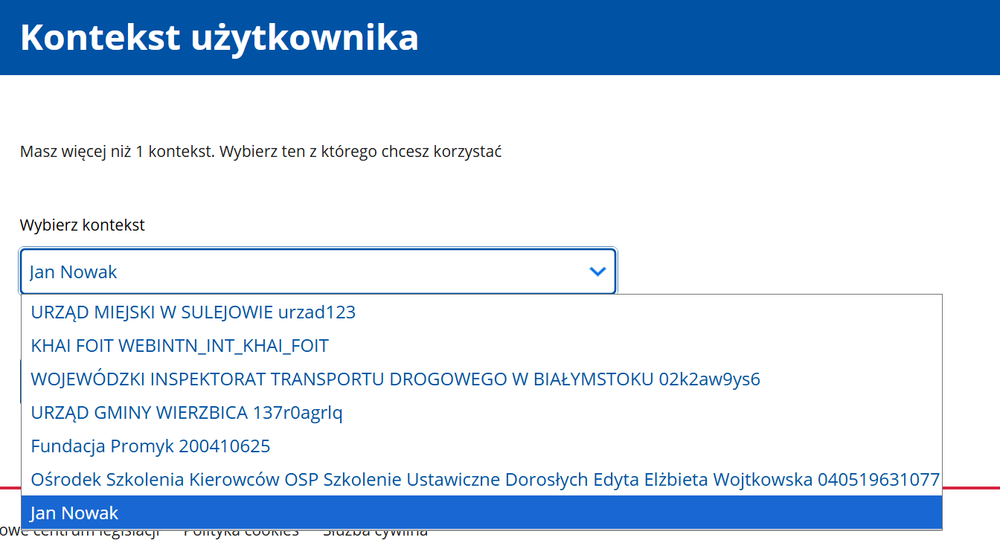 Kontekst użytkownika
Masz więcej niż 1 kontekst. Wybierz ten z którego chcesz korzystać
Wybierz kontekst
Jan Nowak
URZĄD MIEJSKI W SULEJOWIE urzad123
KHAI FOIT WEBINTN_INT_KHAI_FOIT
WOJEWÓDZKI INSPEKTORAT TRANSPORTU DROGOWEGO W BIAŁYMSTOKU 02k2aw9ys6
URZĄD GMINY WIERZBICA 137r0agrlq
Fundacja Promyk 200410625
Ośrodek Szkolenia Kierowców OSP Szkolenie Ustawiczne Dorosłych Edyta Elżbieta Wojtkowska 040519631077
Jan Nowak
owe centrum legislacji Polityka cookies Służba cywilna